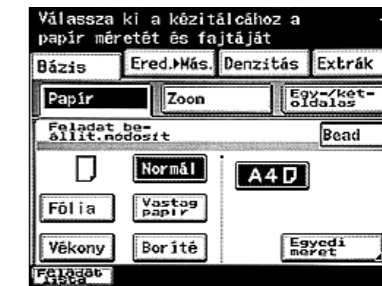 Válassza ki a kézitálcához a
papír méretét és fajtáját
Bázis Ered.▶Más. Denzitás Extrák
Papír Zoon Egy-/két-
oldalas
Feladat be-
állít.módosít Bead
Normál A4
Fólia Vastag
papír
Vékony Boríté Egyedi
méret
Feladat
lista